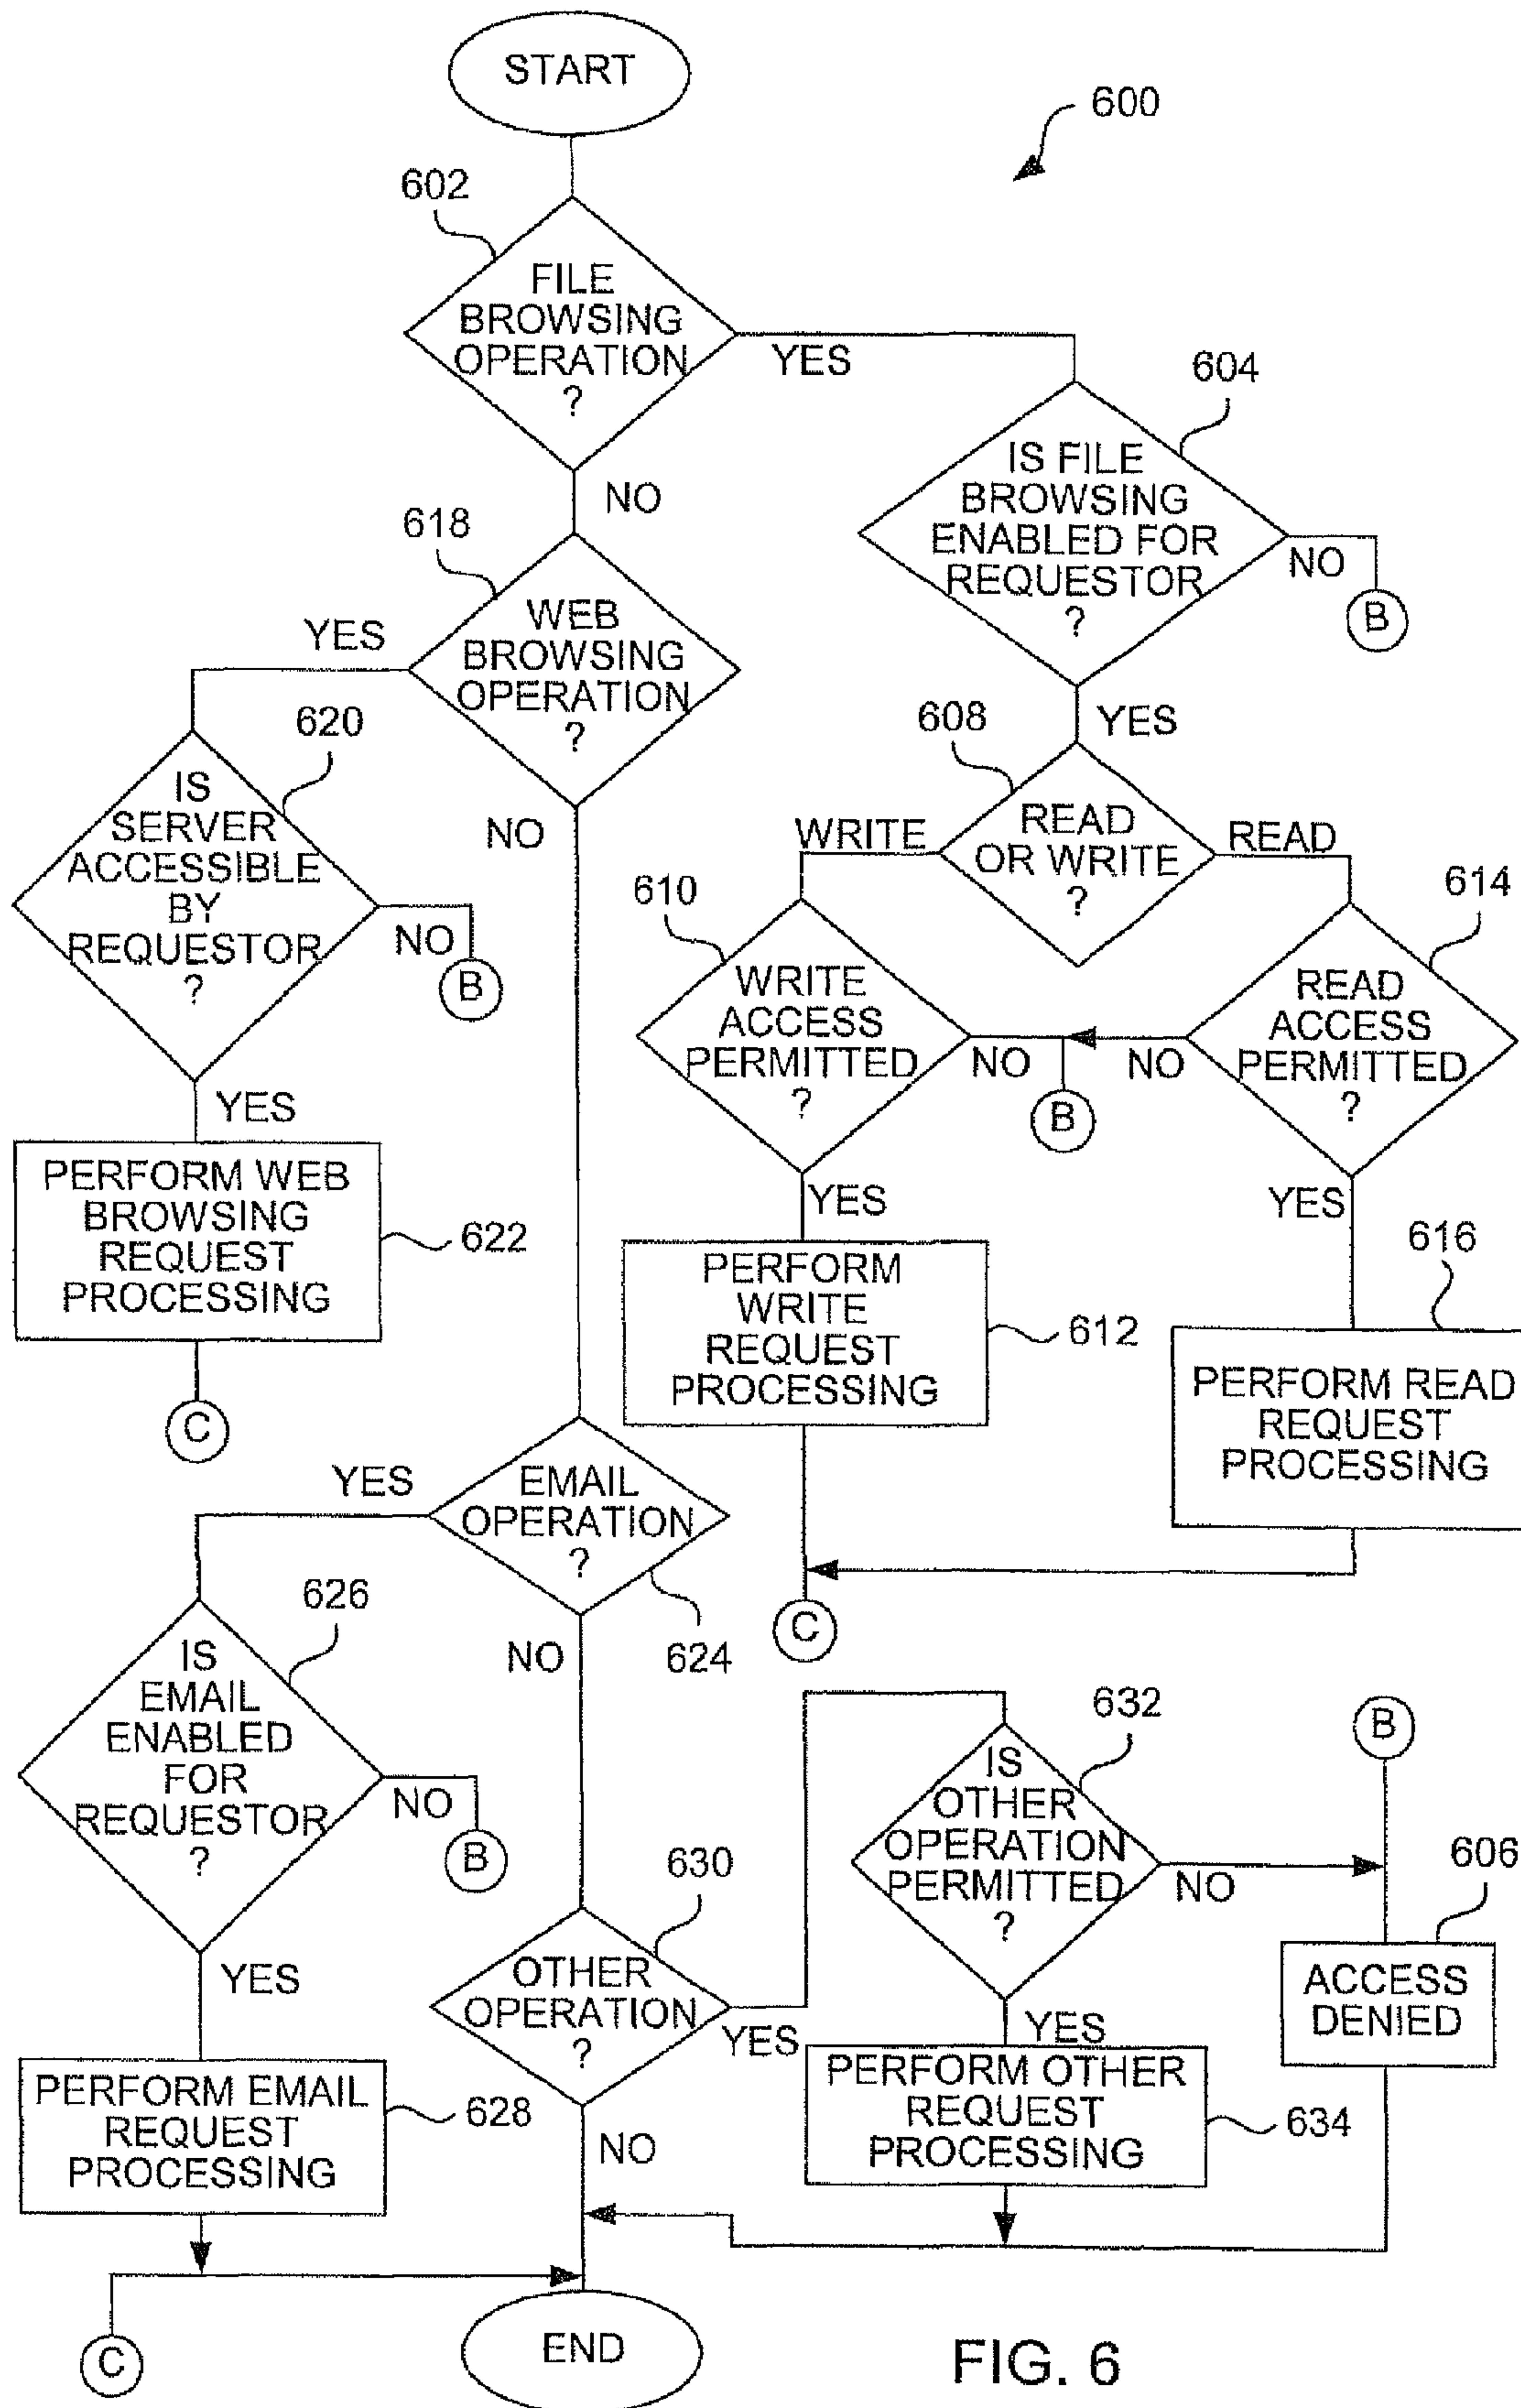 START
600
602
FILE
BROWSING
OPERATION
?
YES
NO
604
IS FILE
BROWSING
ENABLED FOR
REQUESTOR
?
NO
B
YES
618
WEB
BROWSING
OPERATION
?
YES
NO
608
READ
OR WRITE
?
WRITE
READ
620
IS
SERVER
ACCESSIBLE
BY
REQUESTOR
?
NO
B
YES
610
WRITE
ACCESS
PERMITTED
?
NO
B
YES
614
READ
ACCESS
PERMITTED
?
NO
YES
PERFORM WEB
BROWSING
REQUEST
PROCESSING
622
C
PERFORM
WRITE
REQUEST
PROCESSING
612
616
PERFORM READ
REQUEST
PROCESSING
C
EMAIL
OPERATION
?
624
YES
NO
626
IS
EMAIL
ENABLED
FOR
REQUESTOR
?
NO
B
YES
632
IS
OTHER
OPERATION
PERMITTED
?
NO
YES
B
606
ACCESS
DENIED
630
OTHER
OPERATION
?
YES
NO
PERFORM EMAIL
REQUEST
PROCESSING
628
PERFORM OTHER
REQUEST
PROCESSING
634
C
END
FIG. 6